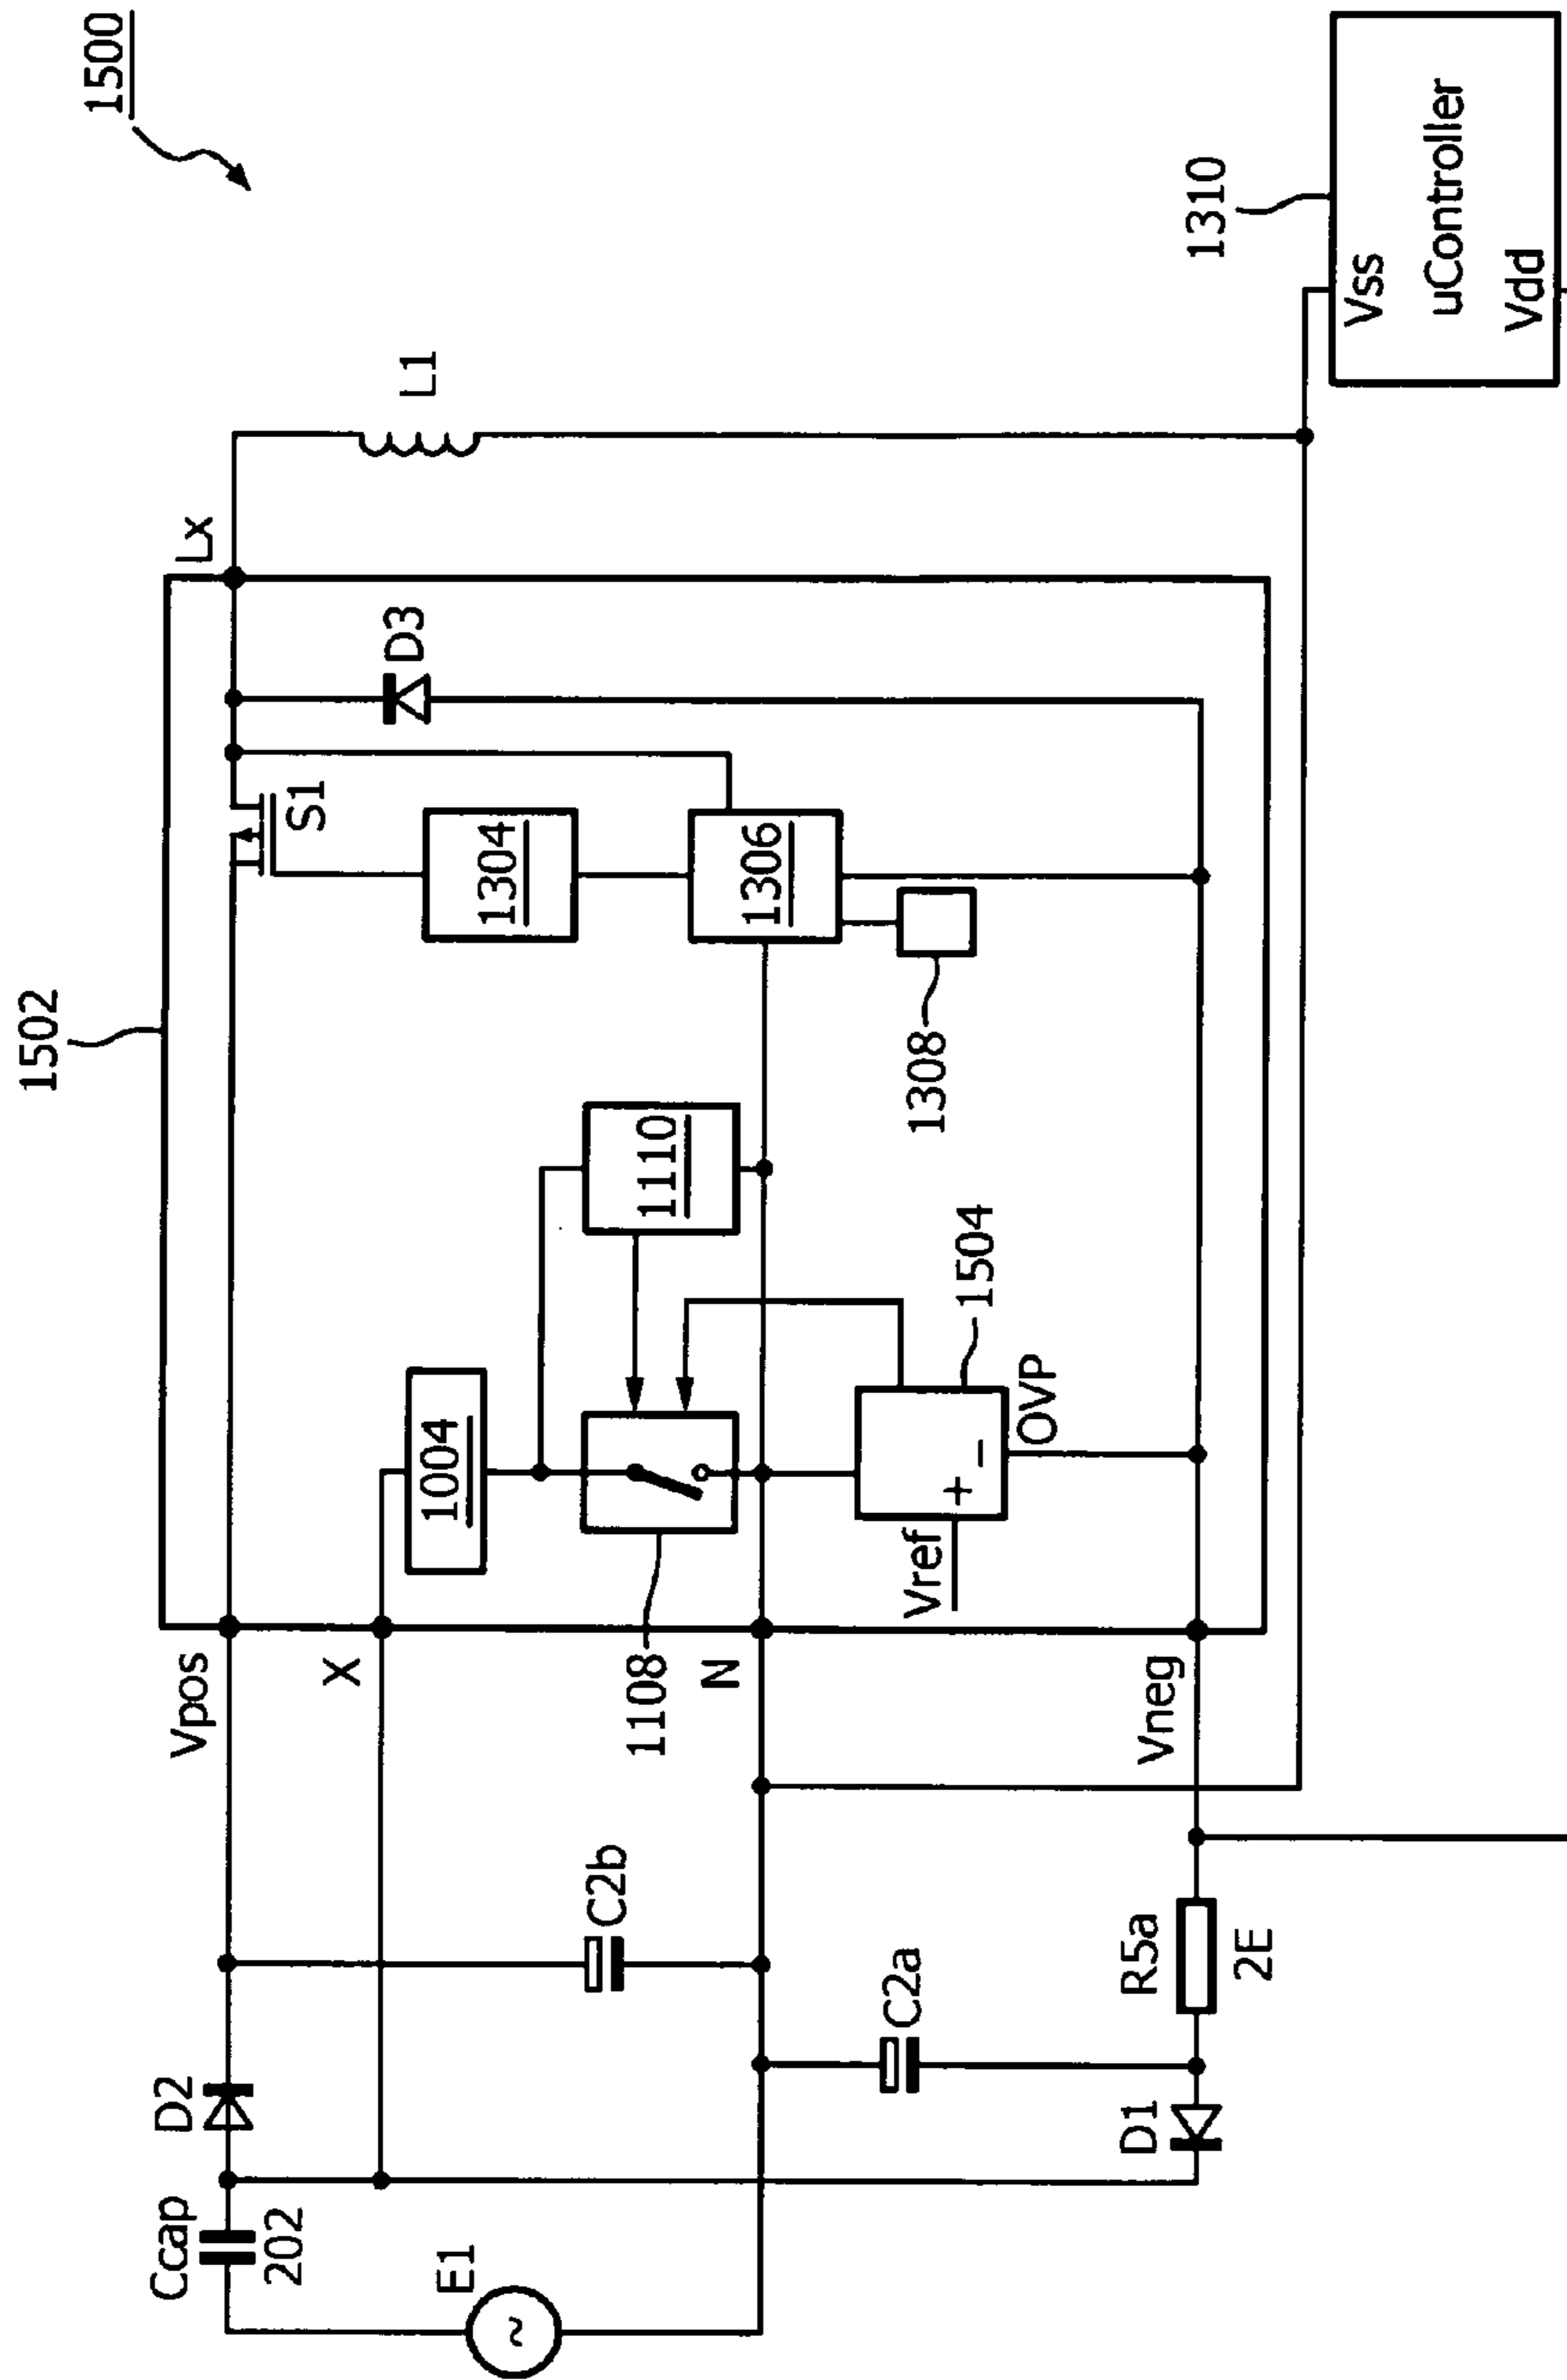 1500
1502
Lx
L1
D3
S1
1304
1306
1308
1310
Vss
uController
Vdd
1110
1004
1108
1504
OVP
+
−
Vref
Vpos
X
N
Vneg
C2b
C2a
R5a
2E
D2
D1
Ccap
202
E1
~